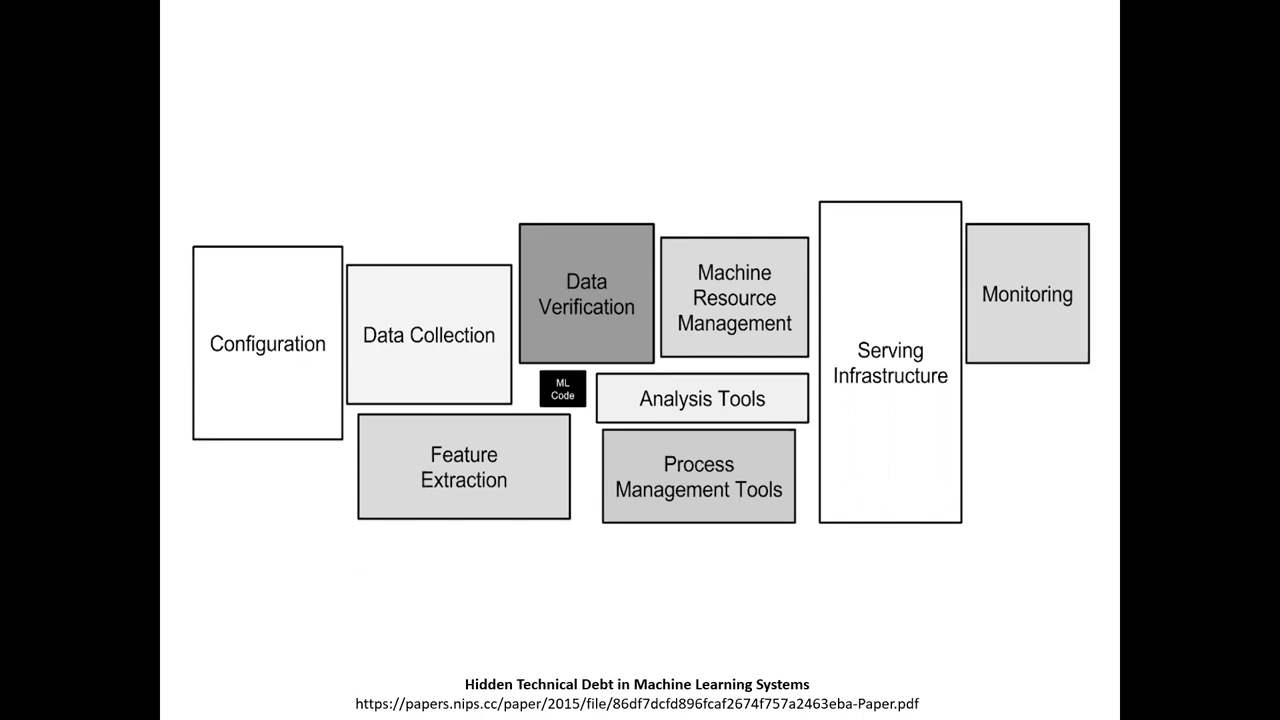 Configuration
Data Collection
Data
Verification
Machine
Resource
Management
Monitoring
Serving
Infrastructure
ML
Code
Analysis Tools
Feature
Extraction
Process
Management Tools
Hidden Technical Debt in Machine Learning Systems
https://papers.nips.cc/paper/2015/file/86df7dcfd896fcaf2674f757a2463eba-Paper.pdf